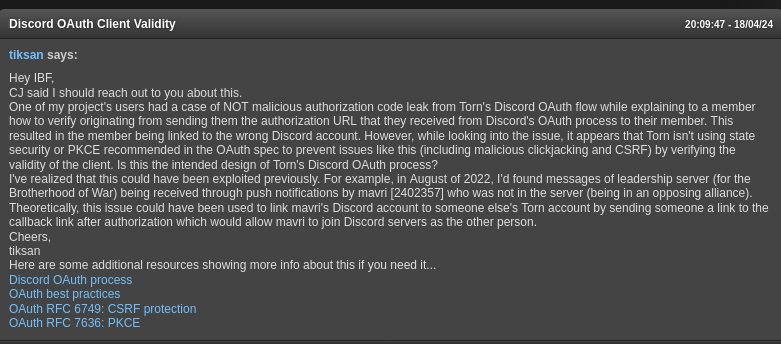 Discord OAuth Client Validity
20:09:47 - 18/04/24
tiksan says:
Hey IBF,
CJ said I should reach out to you about this.
One of my project's users had a case of NOT malicious authorization code leak from Torn's Discord OAuth flow while explaining to a member
how to verify originating from sending them the authorization URL that they received from Discord's OAuth process to their member. This
resulted in the member being linked to the wrong Discord account. However, while looking into the issue, it appears that Torn isn't using state
security or PKCE recommended in the OAuth spec to prevent issues like this (including malicious clickjacking and CSRF) by verifying the
validity of the client. Is this the intended design of Torn's Discord OAuth process?
I've realized that this could have been exploited previously. For example, in August of 2022, I'd found messages of leadership server (for the
Brotherhood of War) being received through push notifications by mavri [2402357] who was not in the server (being in an opposing alliance).
Theoretically, this issue could have been used to link mavri's Discord account to someone else's Torn account by sending someone a link to the
callback link after authorization which would allow mavri to join Discord servers as the other person.
Cheers,
tiksan
Here are some additional resources showing more info about this if you need it...
Discord OAuth process
OAuth best practices
OAuth RFC 6749: CSRF protection
OAuth RFC 7636: PKCE